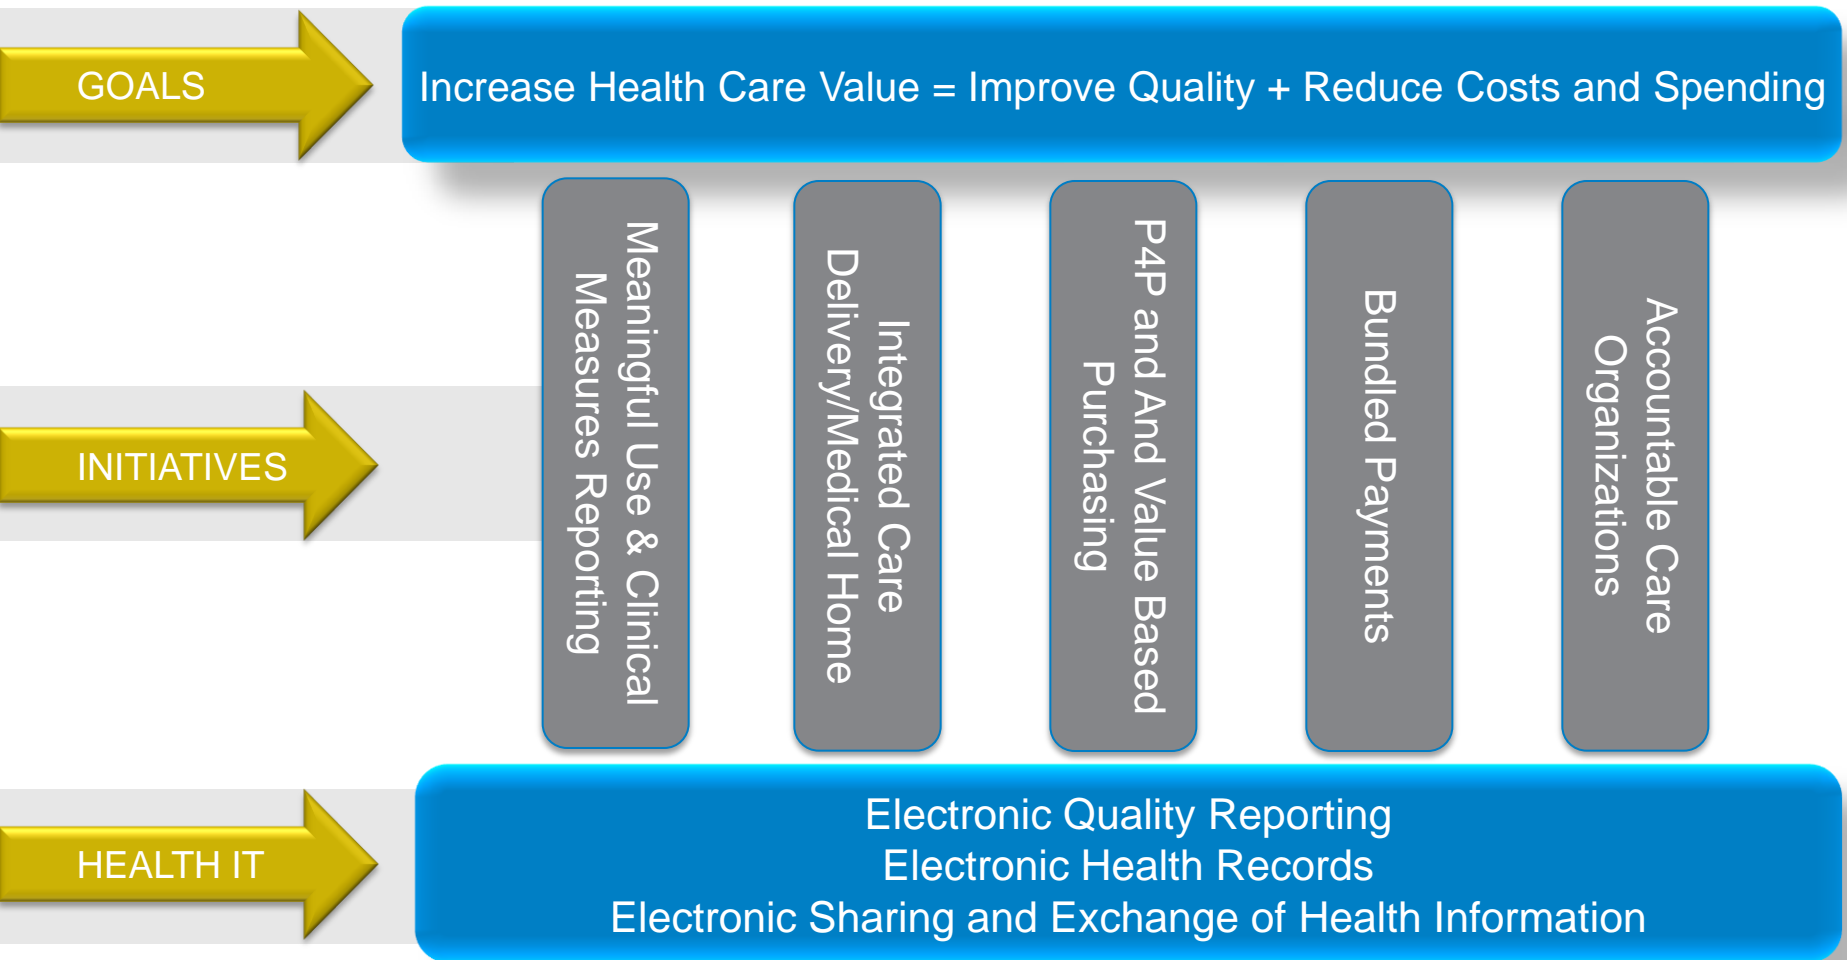 GOALS
Increase Health Care Value = Improve Quality + Reduce Costs and Spending
INITIATIVES
Meaningful Use & Clinical
Measures Reporting
Integrated Care
Delivery/Medical Home
P4P and And Value Based
Purchasing
Bundled Payments
Accountable Care
Organizations
HEALTH IT
Electronic Quality Reporting
Electronic Health Records
Electronic Sharing and Exchange of Health Information